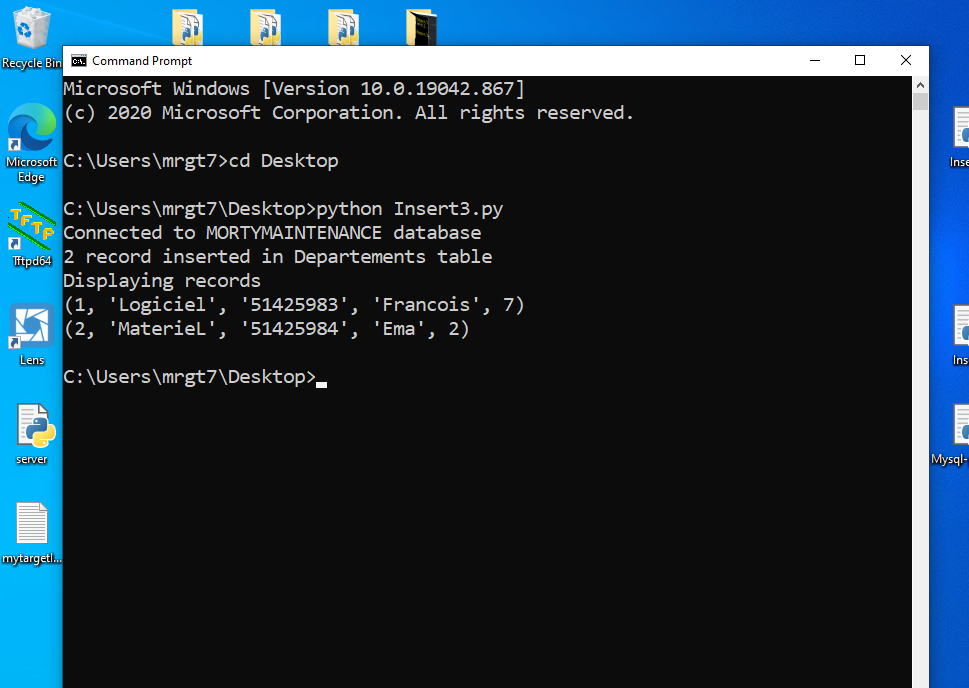 Recycle Bin
Command Prompt
Microsoft Windows [Version 10.0.19042.867]
(c) 2020 Microsoft Corporation. All rights reserved.
C:\Users\mrgt7>cd Desktop
C:\Users\mrgt7\Desktop>python Insert3.py
Connected to MORTYMAINTENANCE database
2 record inserted in Departements table
Displaying records
(1, 'Logiciel', '51425983', 'Francois', 7)
(2, 'MaterieL', '51425984', 'Ema', 2)
C:\Users\mrgt7\Desktop>
Microsoft
Edge
TFTP
Tftpd64
Lens
server
mytargetl...
Inse
Ins
Mysql-